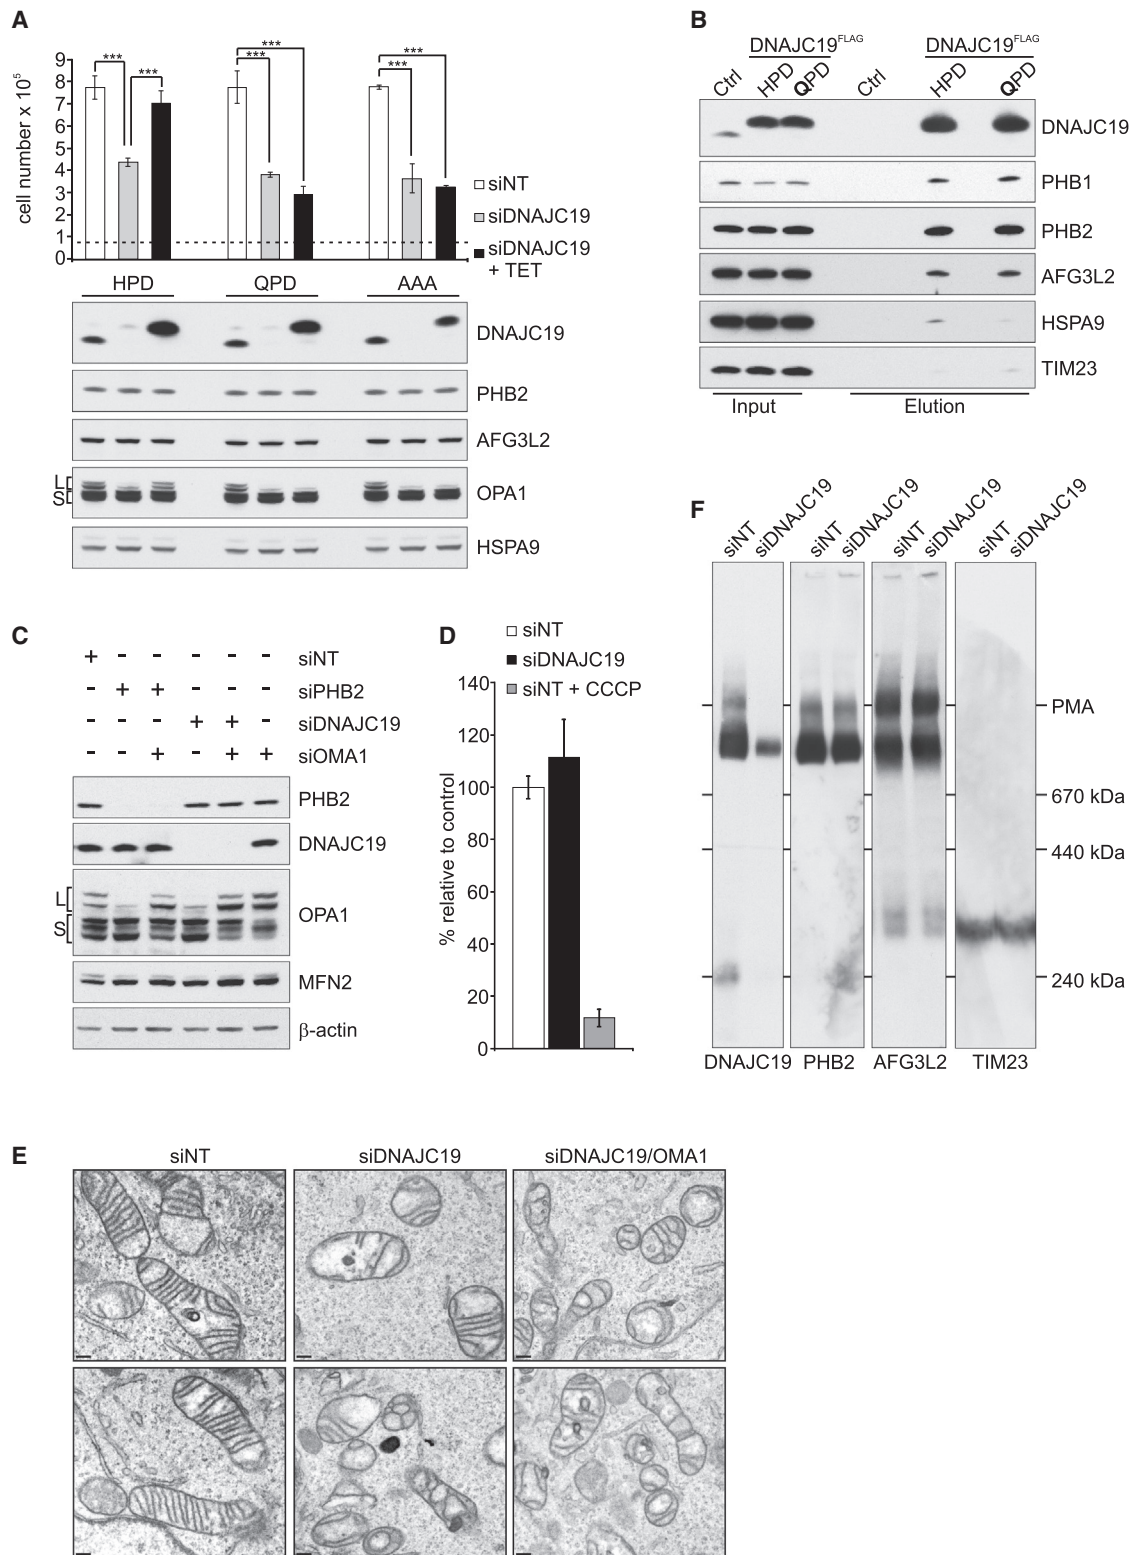 A
*** *** *** *** *** ***
cell number x 10⁵
9
8
7
6
5
4
3
2
1
0
siNT
siDNAJC19
siDNAJC19 + TET
HPD QPD AAA
DNAJC19
PHB2
AFG3L2
L
S
OPA1
HSPA9
B
DNAJC19FLAG DNAJC19FLAG
Ctrl HPD QPD Ctrl HPD QPD
DNAJC19
PHB1
PHB2
AFG3L2
HSPA9
TIM23
Input Elution
C
+ - - - - - siNT
- + + - - - siPHB2
- - - + + - siDNAJC19
- - + - + + siOMA1
PHB2
DNAJC19
L
S
OPA1
MFN2
β-actin
D
siNT
siDNAJC19
siNT + CCCP
% relative to control
140
120
100
80
60
40
20
0
F
siNT siDNAJC19 siNT siDNAJC19 siNT siDNAJC19 siNT siDNAJC19
PMA
670 kDa
440 kDa
240 kDa
DNAJC19 PHB2 AFG3L2 TIM23
E
siNT siDNAJC19 siDNAJC19/OMA1